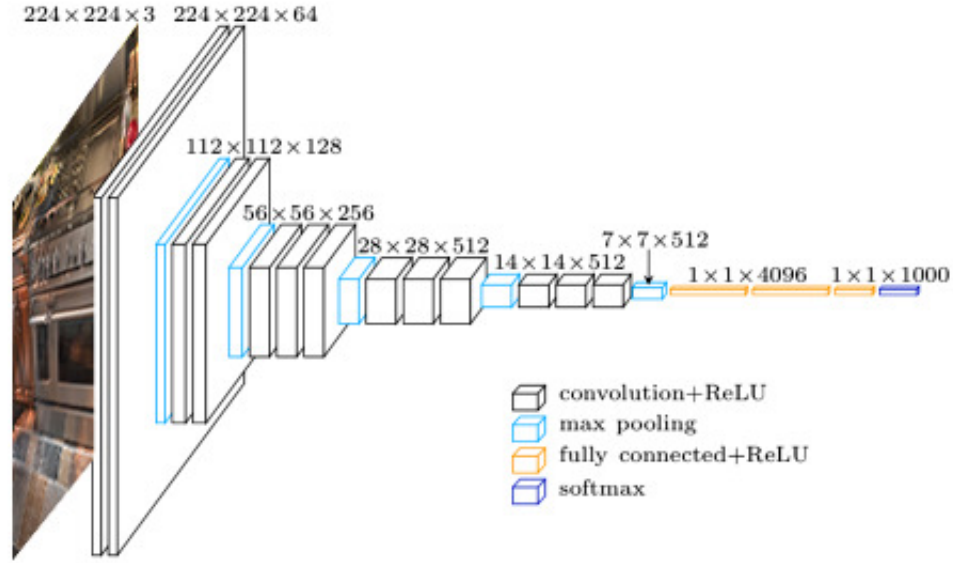 224×224×3
224×224×64
112×112×128
56×56×256
28×28×512
14×14×512
7×7×512
1×1×4096
1×1×1000
convolution+ReLU
max pooling
fully connected+ReLU
softmax